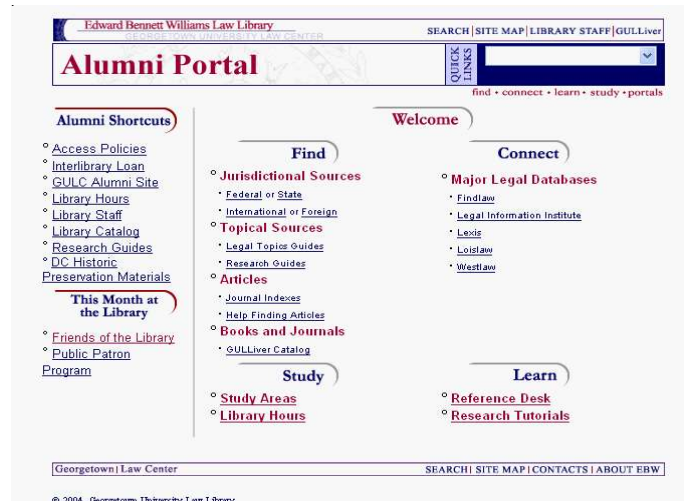 Edward Bennett Williams Law Library
GEORGETOWN UNIVERSITY LAW CENTER
SEARCH|SITE MAP|LIBRARY STAFF|GULLiver
Alumni Portal
QUICK LINKS
find • connect • learn • study • portals
Alumni Shortcuts
Access Policies
Interlibrary Loan
GULC Alumni Site
Library Hours
Library Staff
Library Catalog
Research Guides
DC Historic
Preservation Materials
This Month at
the Library
Friends of the Library
Public Patron
Program
Welcome
Find
Jurisdictional Sources
Federal or State
International or Foreign
Topical Sources
Legal Topics Guides
Research Guides
Articles
Journal Indexes
Help Finding Articles
Books and Journals
GULLiver Catalog
Connect
Major Legal Databases
Findlaw
Legal Information Institute
Lexis
Loislaw
Westlaw
Study
Study Areas
Library Hours
Learn
Reference Desk
Research Tutorials
Georgetown|Law Center
SEARCH| SITE MAP|CONTACTS|ABOUT EBW
© 2004 Georgetown University Law Library